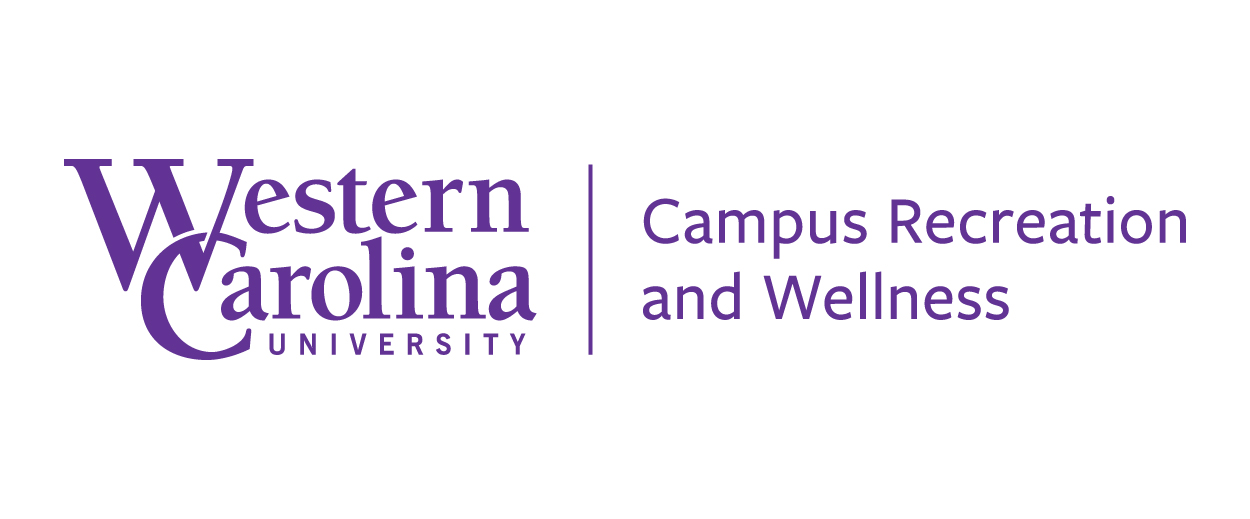 Western
Carolina
UNIVERSITY
Campus Recreation
and Wellness